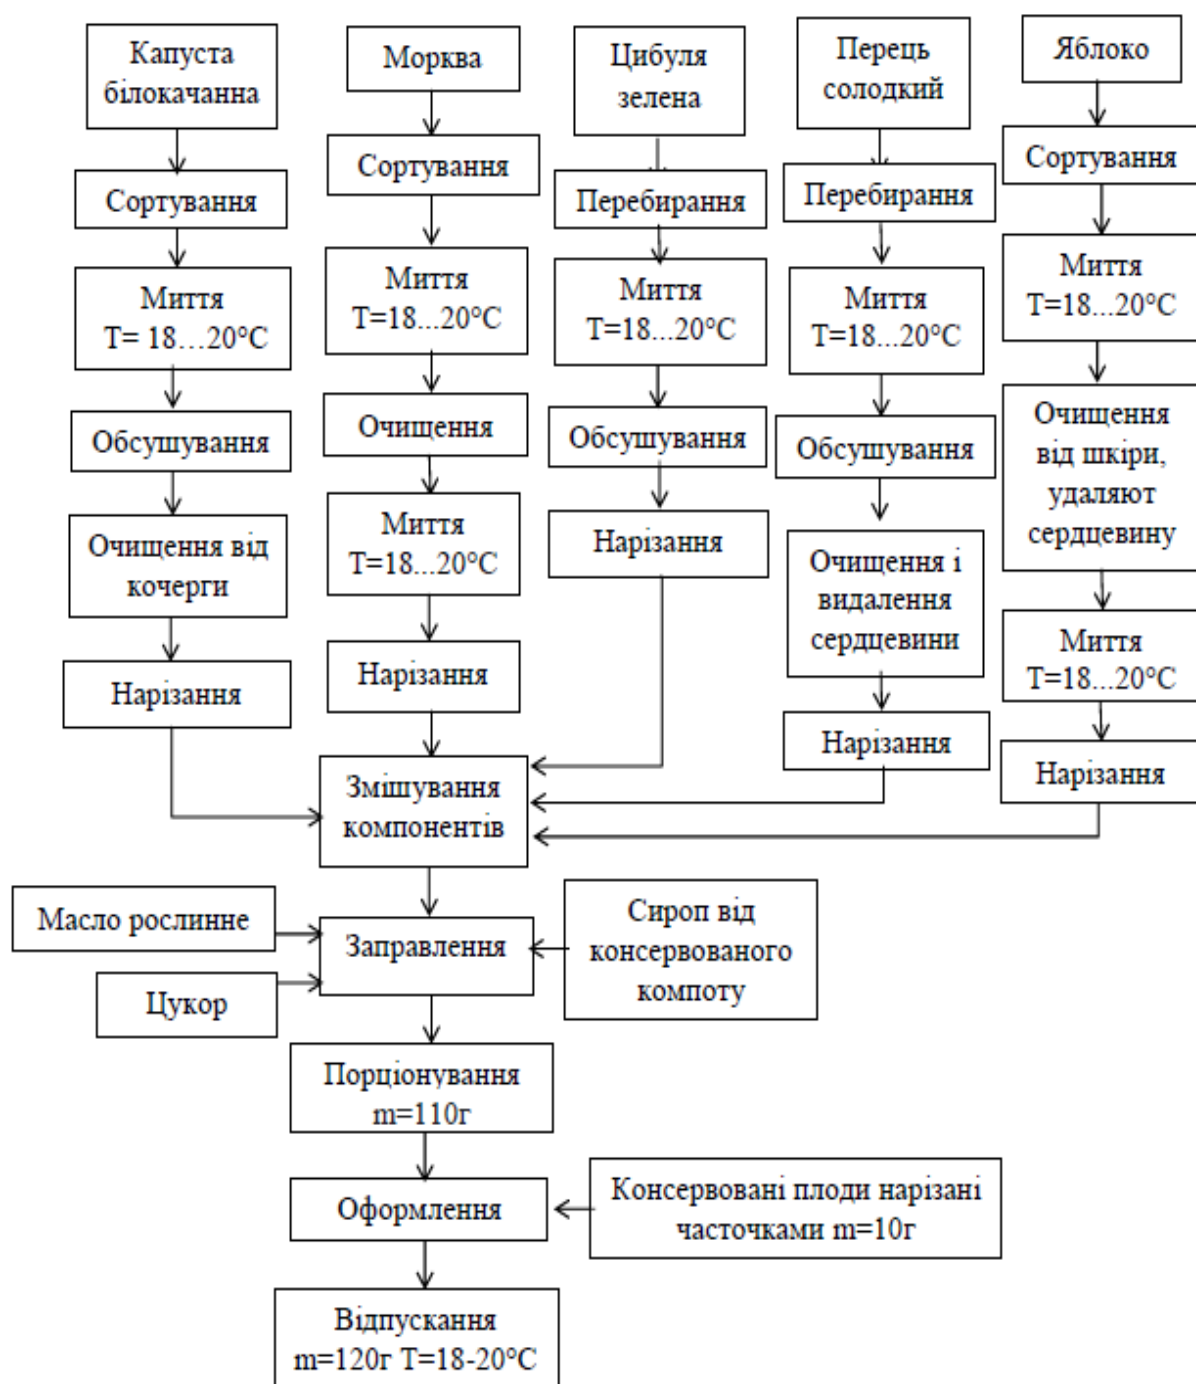 Капуста
білокачанна
Сортування
Миття
Т= 18…20°С
Обсушування
Очищення від
кочерги
Нарізання
Морква
Сортування
Миття
Т=18...20°С
Очищення
Миття
Т=18...20°С
Нарізання
Цибуля
зелена
Перебирання
Миття
Т=18...20°С
Обсушування
Нарізання
Перець
солодкий
Перебирання
Миття
Т=18...20°С
Обсушування
Очищення і
видалення
сердцевини
Нарізання
Яблоко
Сортування
Миття
Т=18...20°С
Очищення
від шкіри,
удаляют
сердцевину
Миття
Т=18...20°С
Нарізання
Змішування
компонентів
Масло рослинне
Цукор
Заправлення
Сироп від
консервованого
компоту
Порціонування
m=110г
Оформлення
Консервовані плоди нарізані
часточками m=10г
Відпускання
m=120г Т=18-20°С